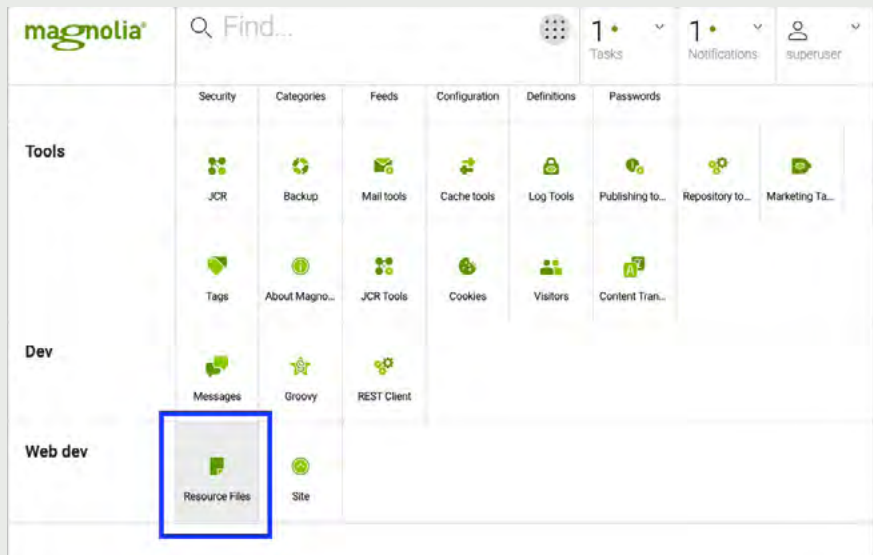 magnolia®
Find...
1
Tasks
1
Notifications
superuser
Security Categories Feeds Configuration Definitions Passwords
Tools
JCR Backup Mail tools Cache tools Log Tools Publishing to... Repository to... Marketing Ta...
Tags About Magno... JCR Tools Cookies Visitors Content Tran...
Dev
Messages Groovy REST Client
Web dev
Resource Files Site